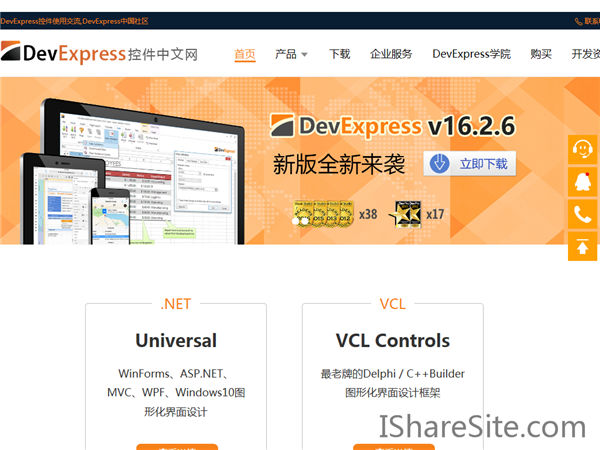 DevExpress控件使用交流,DevExpress中国社区
联系
DevExpress控件中文网
首页 产品 下载 企业服务 DevExpress学院 购买 开发资
DevExpress v16.2.6
新版全新来袭 立即下载
x38 x17
.NET
Universal
WinForms、ASP.NET、
MVC、WPF、Windows10图
形化界面设计
VCL
VCL Controls
最老牌的Delphi / C++Builder
图形化界面设计框架
IShareSite.com